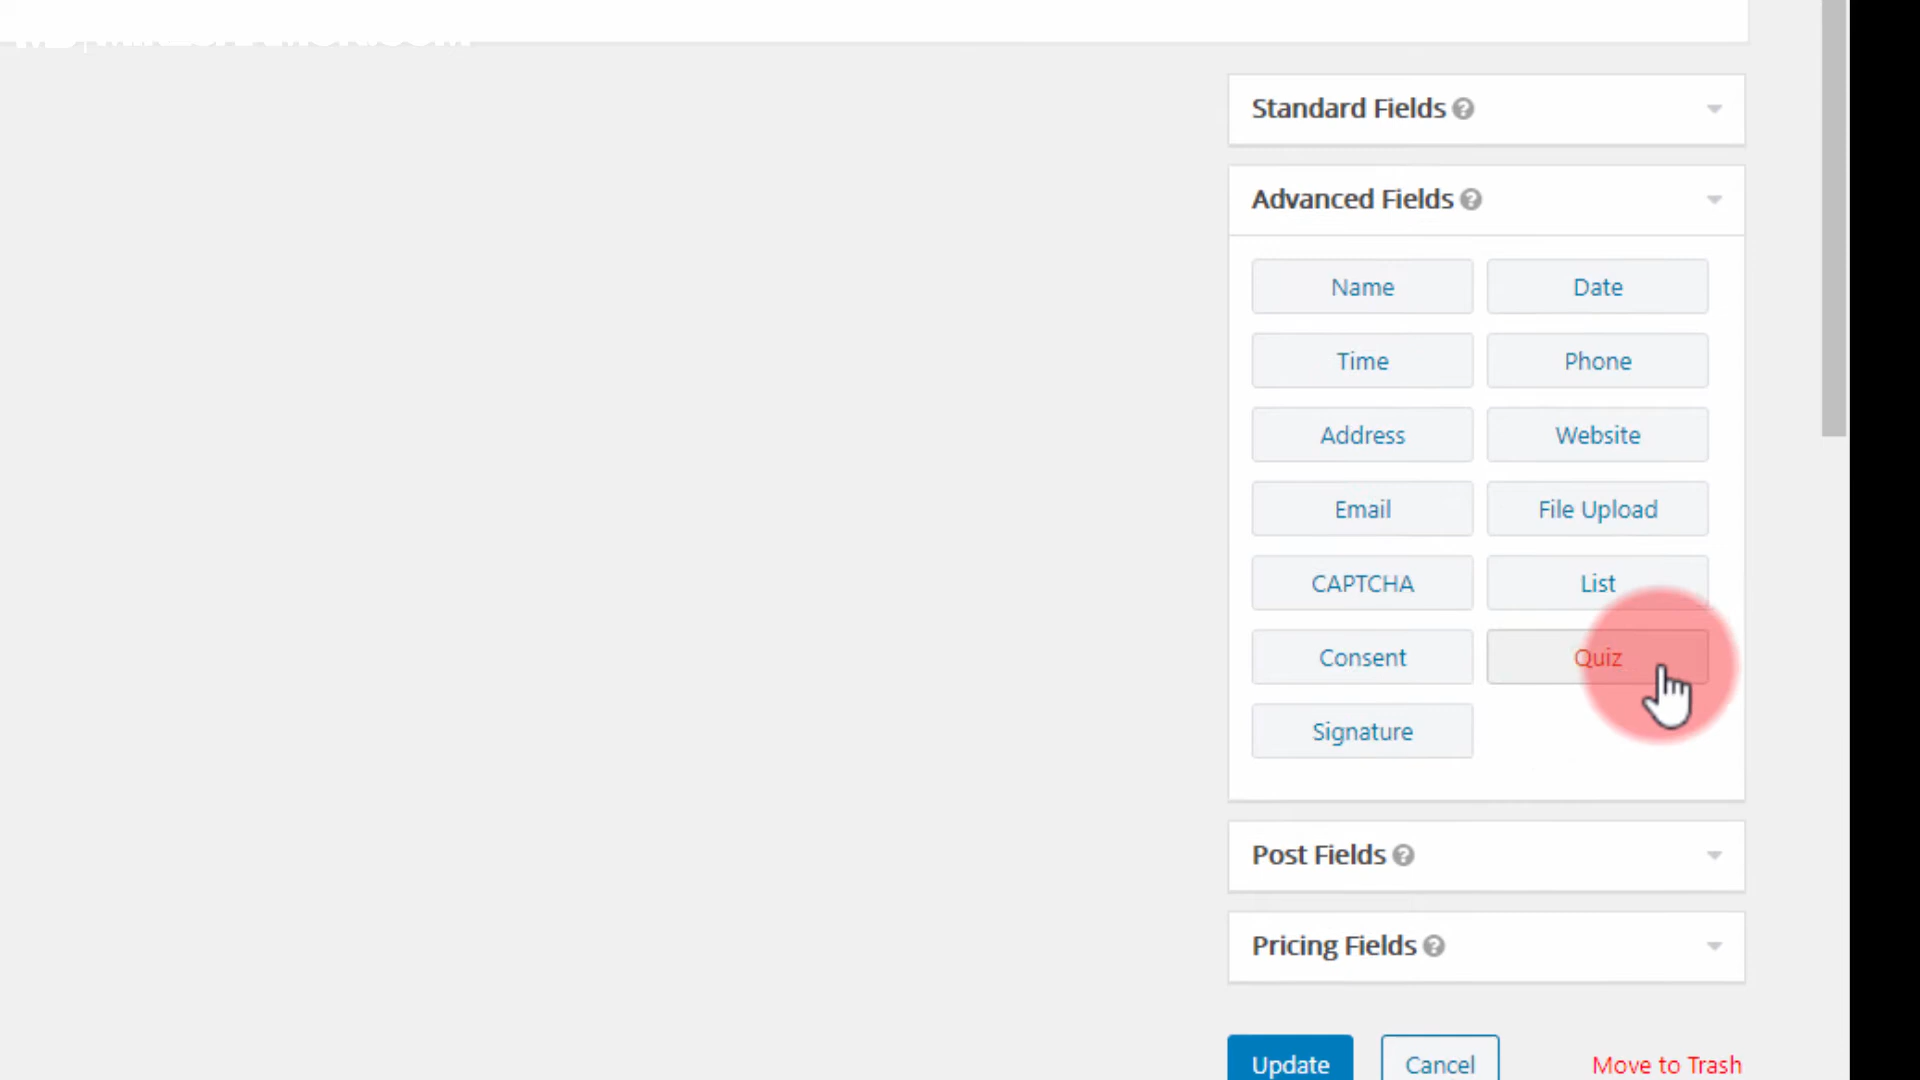 Standard Fields
Advanced Fields
Name Date
Time Phone
Address Website
Email File Upload
CAPTCHA List
Consent Quiz
Signature
Post Fields
Pricing Fields
Update Cancel Move to Trash